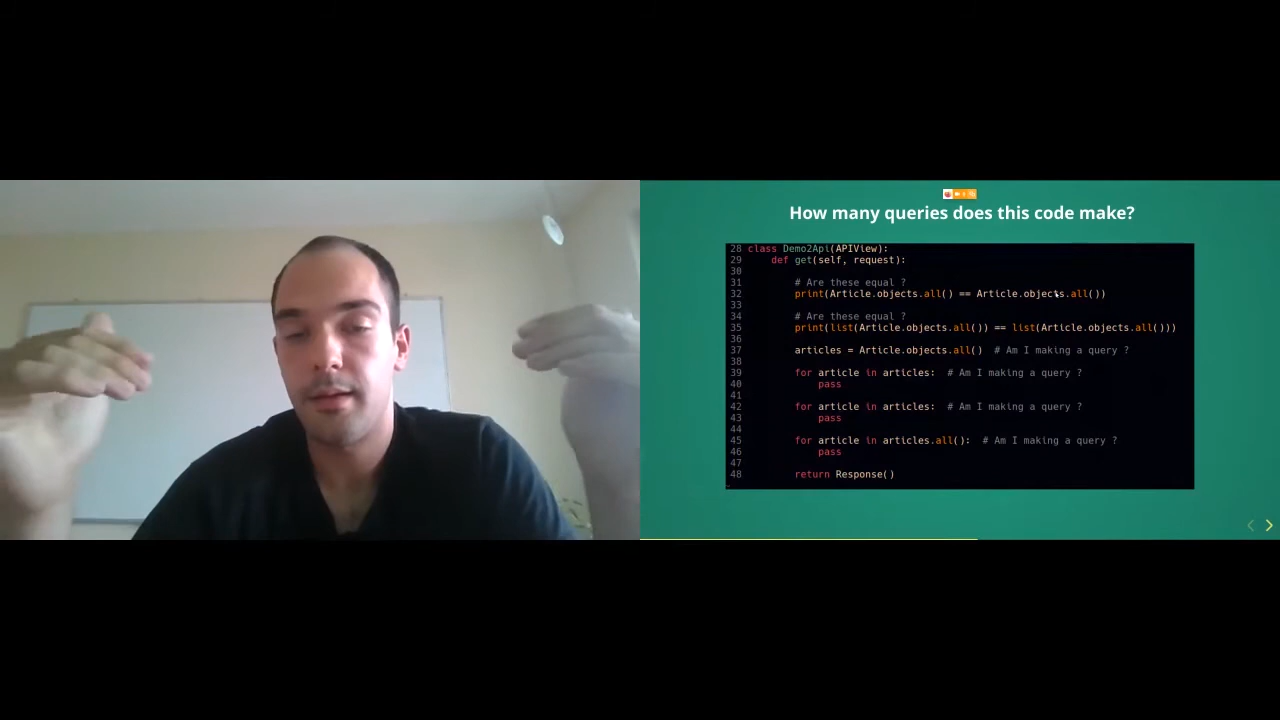 How many queries does this code make?
28 class Demo2Api(APIView):
29 def get(self, request):
30
31 # Are these equal ?
32 print(Article.objects.all() == Article.objects.all())
33
34 # Are these equal ?
35 print(list(Article.objects.all()) == list(Article.objects.all()))
36
37 articles = Article.objects.all() # Am I making a query ?
38
39 for article in articles: # Am I making a query ?
40 pass
41
42 for article in articles: # Am I making a query ?
43 pass
44
45 for article in articles.all(): # Am I making a query ?
46 pass
47
48 return Response()